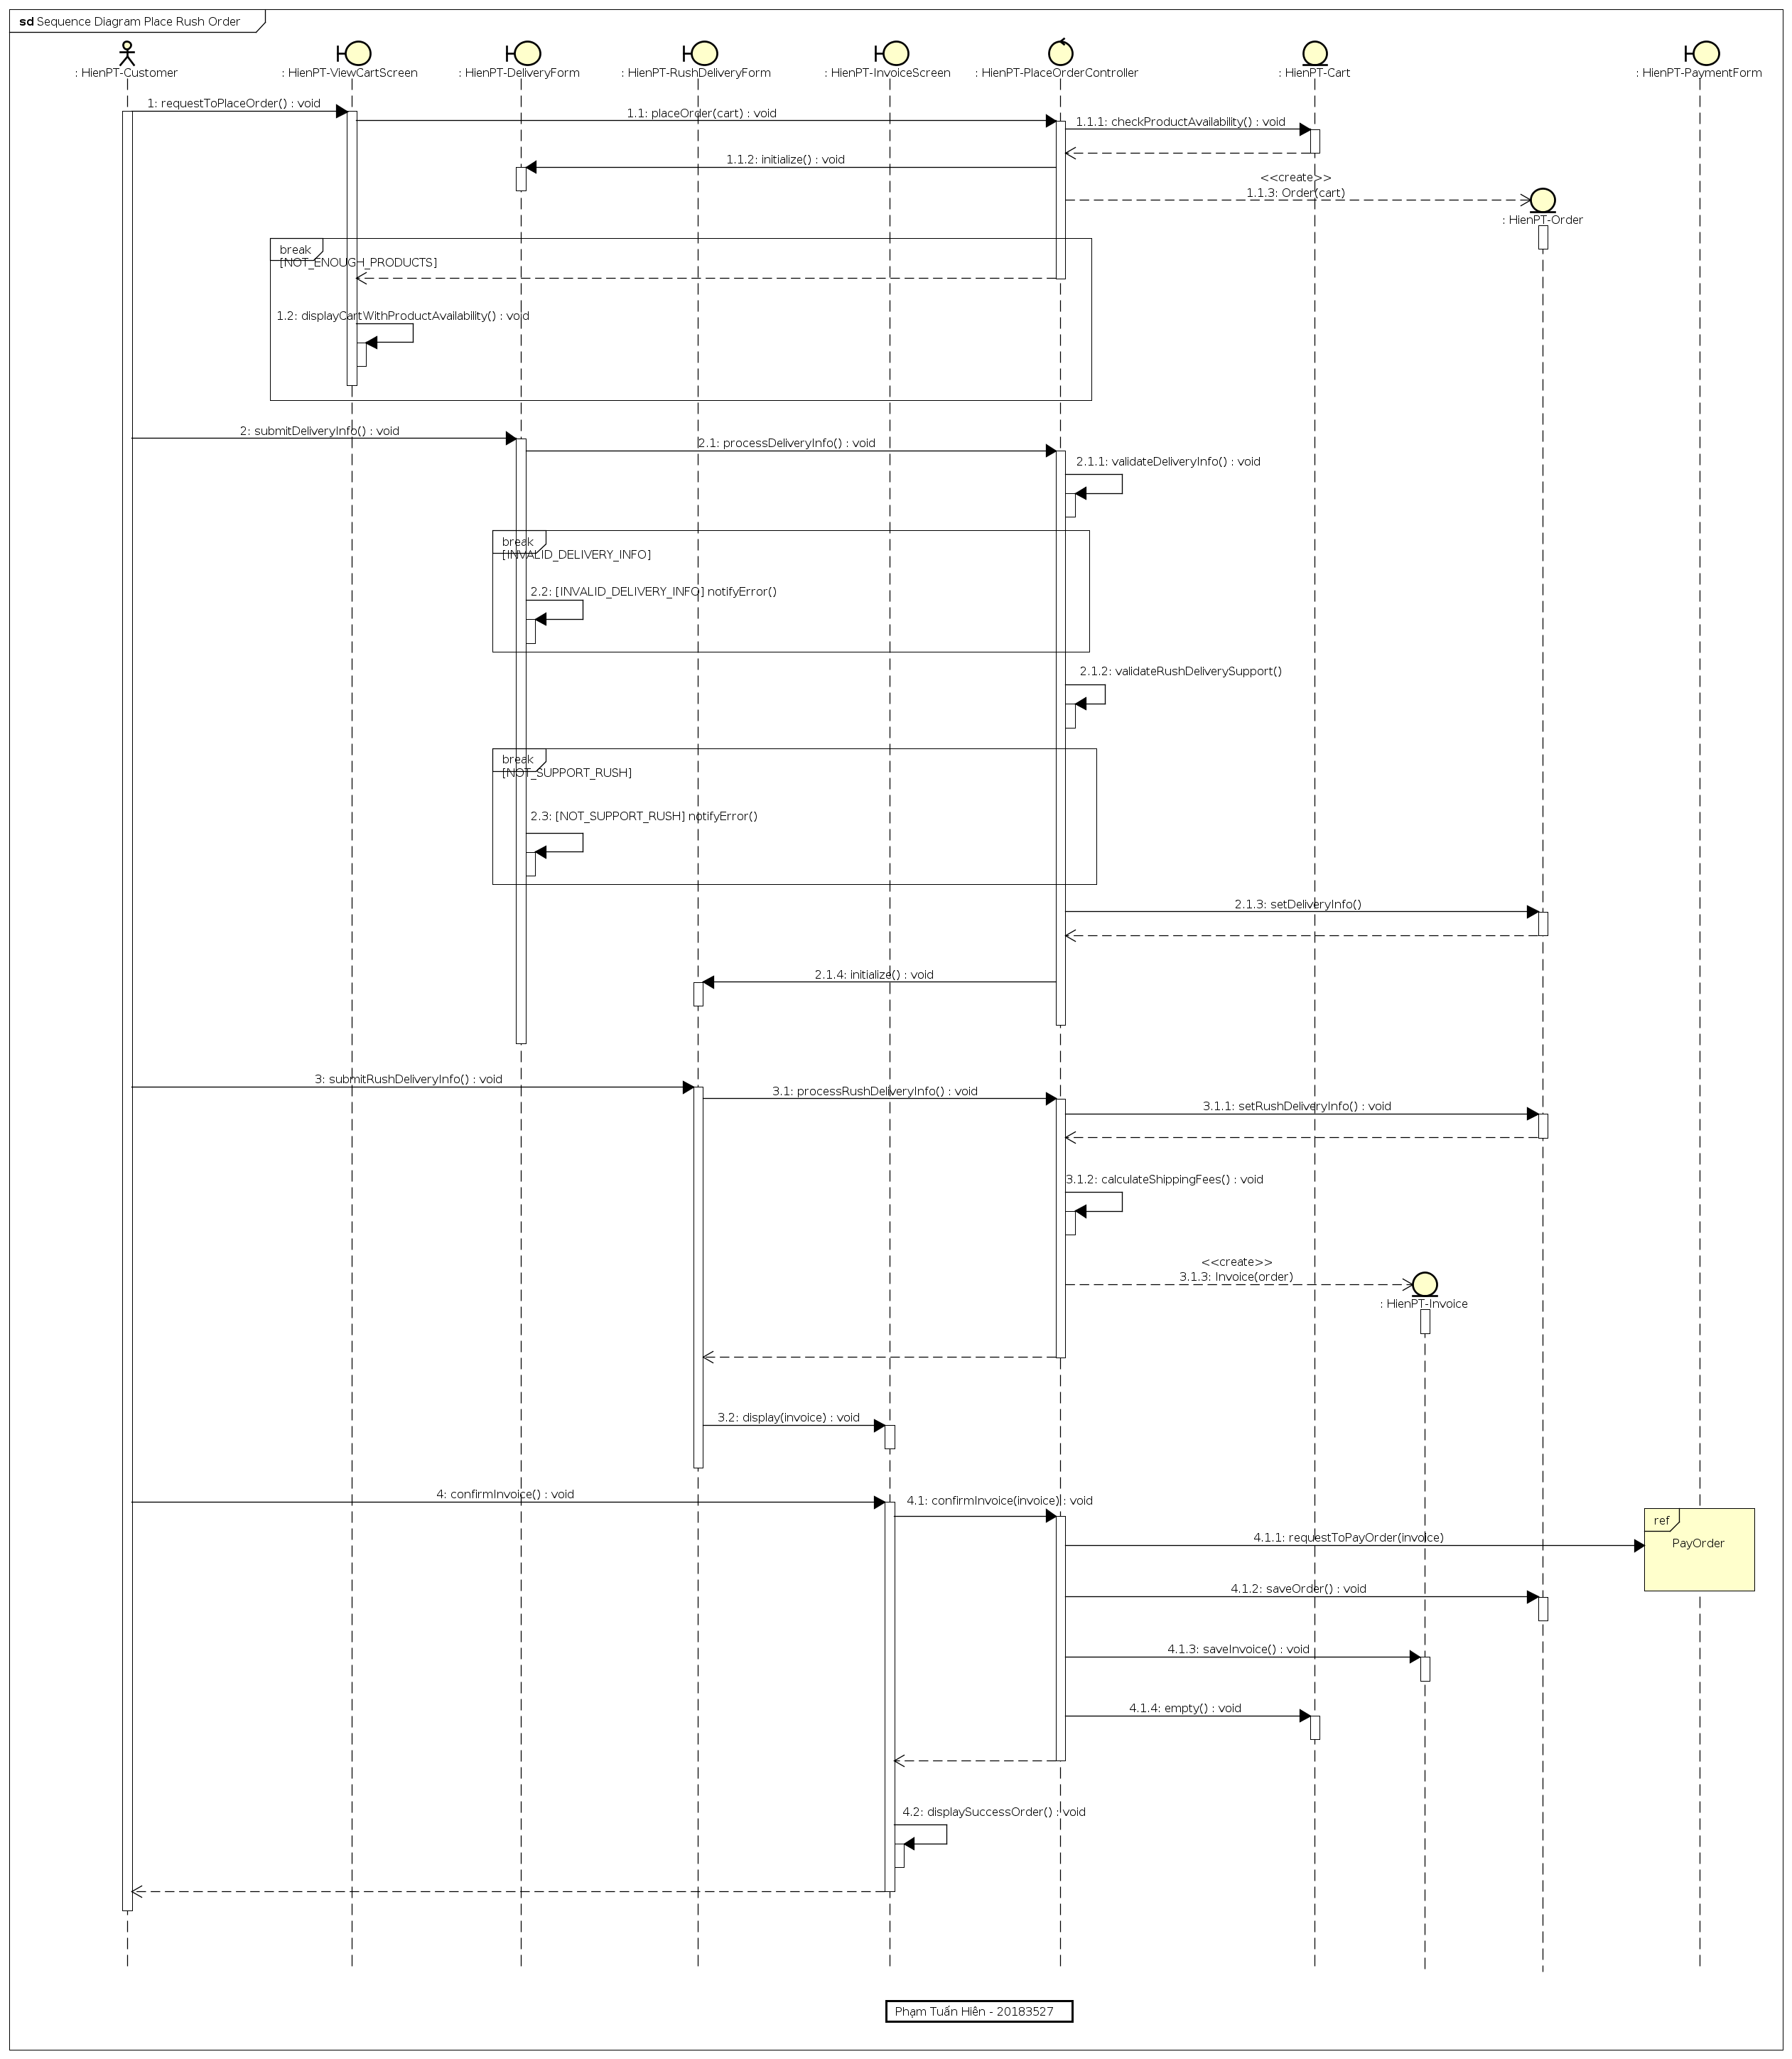 sd Sequence Diagram Place Rush Order
: HienPT-Customer
: HienPT-ViewCartScreen
: HienPT-DeliveryForm
: HienPT-RushDeliveryForm
: HienPT-InvoiceScreen
: HienPT-PlaceOrderController
: HienPT-Cart
: HienPT-PaymentForm
1: requestToPlaceOrder() : void
1.1: placeOrder(cart) : void
1.1.1: checkProductAvailability() : void
1.1.2: initialize() : void
<<create>>
1.1.3: Order(cart)
: HienPT-Order
break
[NOT_ENOUGH_PRODUCTS]
1.2: displayCartWithProductAvailability() : void
2: submitDeliveryInfo() : void
2.1: processDeliveryInfo() : void
2.1.1: validateDeliveryInfo() : void
break
[INVALID_DELIVERY_INFO]
2.2: [INVALID_DELIVERY_INFO] notifyError()
2.1.2: validateRushDeliverySupport()
break
[NOT_SUPPORT_RUSH]
2.3: [NOT_SUPPORT_RUSH] notifyError()
2.1.3: setDeliveryInfo()
2.1.4: initialize() : void
3: submitRushDeliveryInfo() : void
3.1: processRushDeliveryInfo() : void
3.1.1: setRushDeliveryInfo() : void
3.1.2: calculateShippingFees() : void
<<create>>
3.1.3: Invoice(order)
: HienPT-Invoice
3.2: display(invoice) : void
4: confirmInvoice() : void
4.1: confirmInvoice(invoice) : void
ref
PayOrder
4.1.1: requestToPayOrder(invoice)
4.1.2: saveOrder() : void
4.1.3: saveInvoice() : void
4.1.4: empty() : void
4.2: displaySuccessOrder() : void
Phạm Tuấn Hiên - 20183527